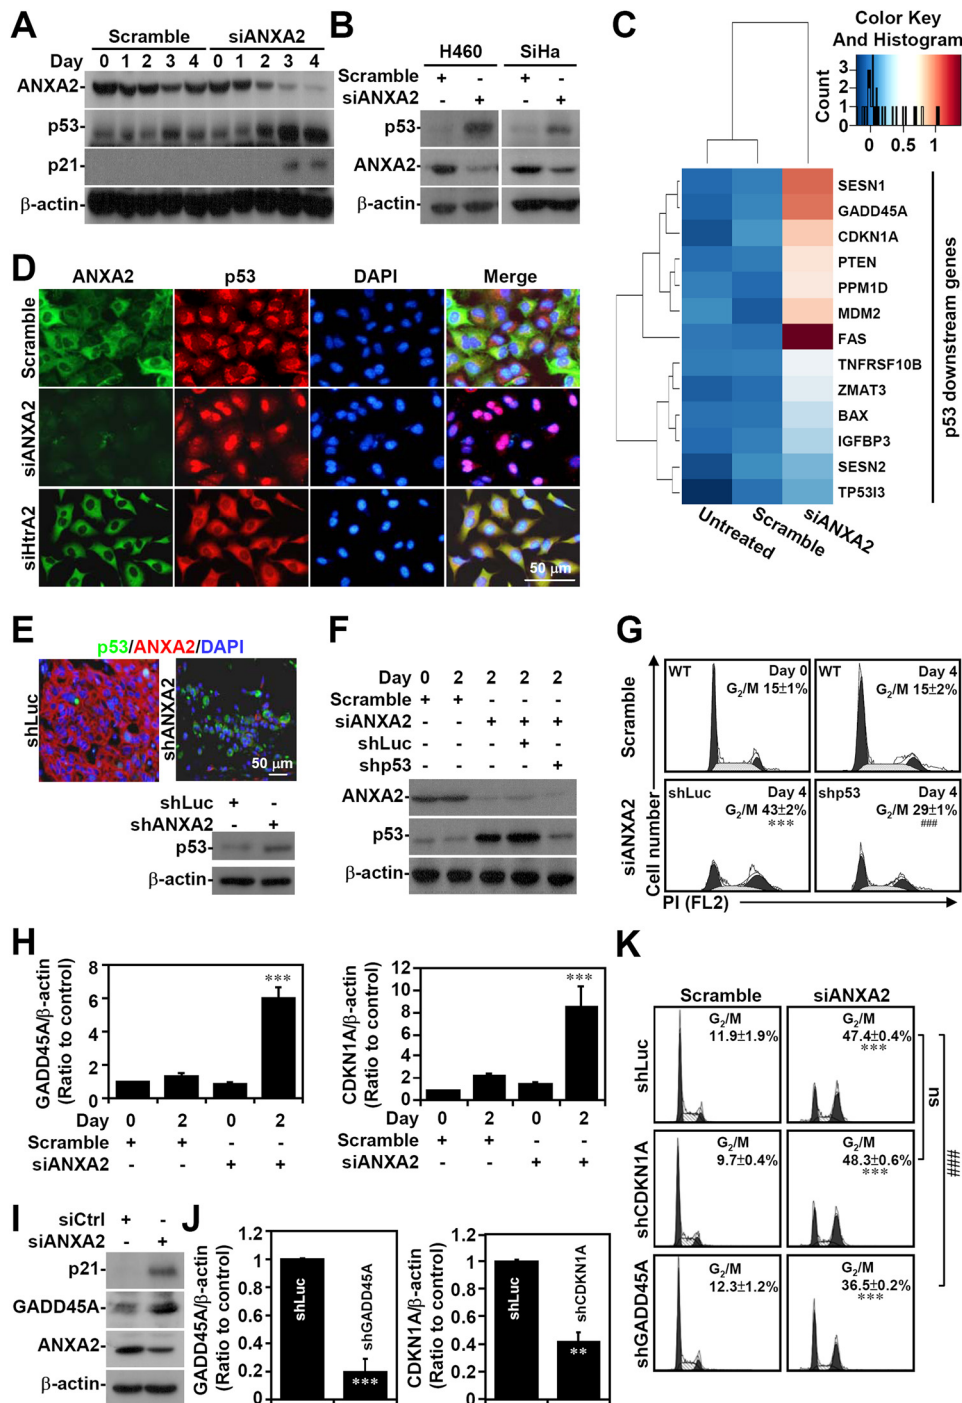 A
Scramble siANXA2
Day 0 1 2 3 4 0 1 2 3 4
ANXA2-
p53-
p21-
β-actin-
B
H460 SiHa
Scramble + - + -
siANXA2 - + - +
p53-
ANXA2-
β-actin-
C
Color Key
And Histogram
Count
3
2
1
0
0 0.5 1
SESN1
GADD45A
CDKN1A
PTEN
PPM1D
MDM2
FAS
TNFRSF10B
ZMAT3
BAX
IGFBP3
SESN2
TP53I3
p53 downstream genes
Untreated
Scramble
siANXA2
D
ANXA2 p53 DAPI Merge
Scramble
siANXA2
siHtrA2
50 μm
E
p53/ANXA2/DAPI
shLuc
shANXA2
50 μm
shLuc + -
shANXA2 - +
p53-
β-actin-
F
Day 0 2 2 2 2
Scramble + + - - -
siANXA2 - - + + +
shLuc - - - + -
shp53 - - - - +
ANXA2-
p53-
β-actin-
G
Scramble
siANXA2
Cell number
WT Day 0
G2/M 15±1%
WT Day 4
G2/M 15±2%
shLuc Day 4
G2/M 43±2%
***
shp53 Day 4
G2/M 29±1%
###
PI (FL2)
H
GADD45A/β-actin
(Ratio to control)
8
6
4
2
0
***
Day 0 2 0 2
Scramble + + - -
siANXA2 - - + +
CDKN1A/β-actin
(Ratio to control)
12
10
8
6
4
2
0
***
Day 0 2 0 2
Scramble + + - -
siANXA2 - - + +
I
siCtrl + -
siANXA2 - +
p21-
GADD45A-
ANXA2-
β-actin-
J
GADD45A/β-actin
(Ratio to control)
1.2
1
0.8
0.6
0.4
0.2
0
shLuc
shGADD45A
***
CDKN1A/β-actin
(Ratio to control)
1.2
1
0.8
0.6
0.4
0.2
0
shLuc
shCDKN1A
**
K
Scramble siANXA2
shLuc
G2/M
11.9±1.9%
G2/M
47.4±0.4%
***
shCDKN1A
G2/M
9.7±0.4%
G2/M
48.3±0.6%
***
shGADD45A
G2/M
12.3±1.2%
G2/M
36.5±0.2%
***
ns
###